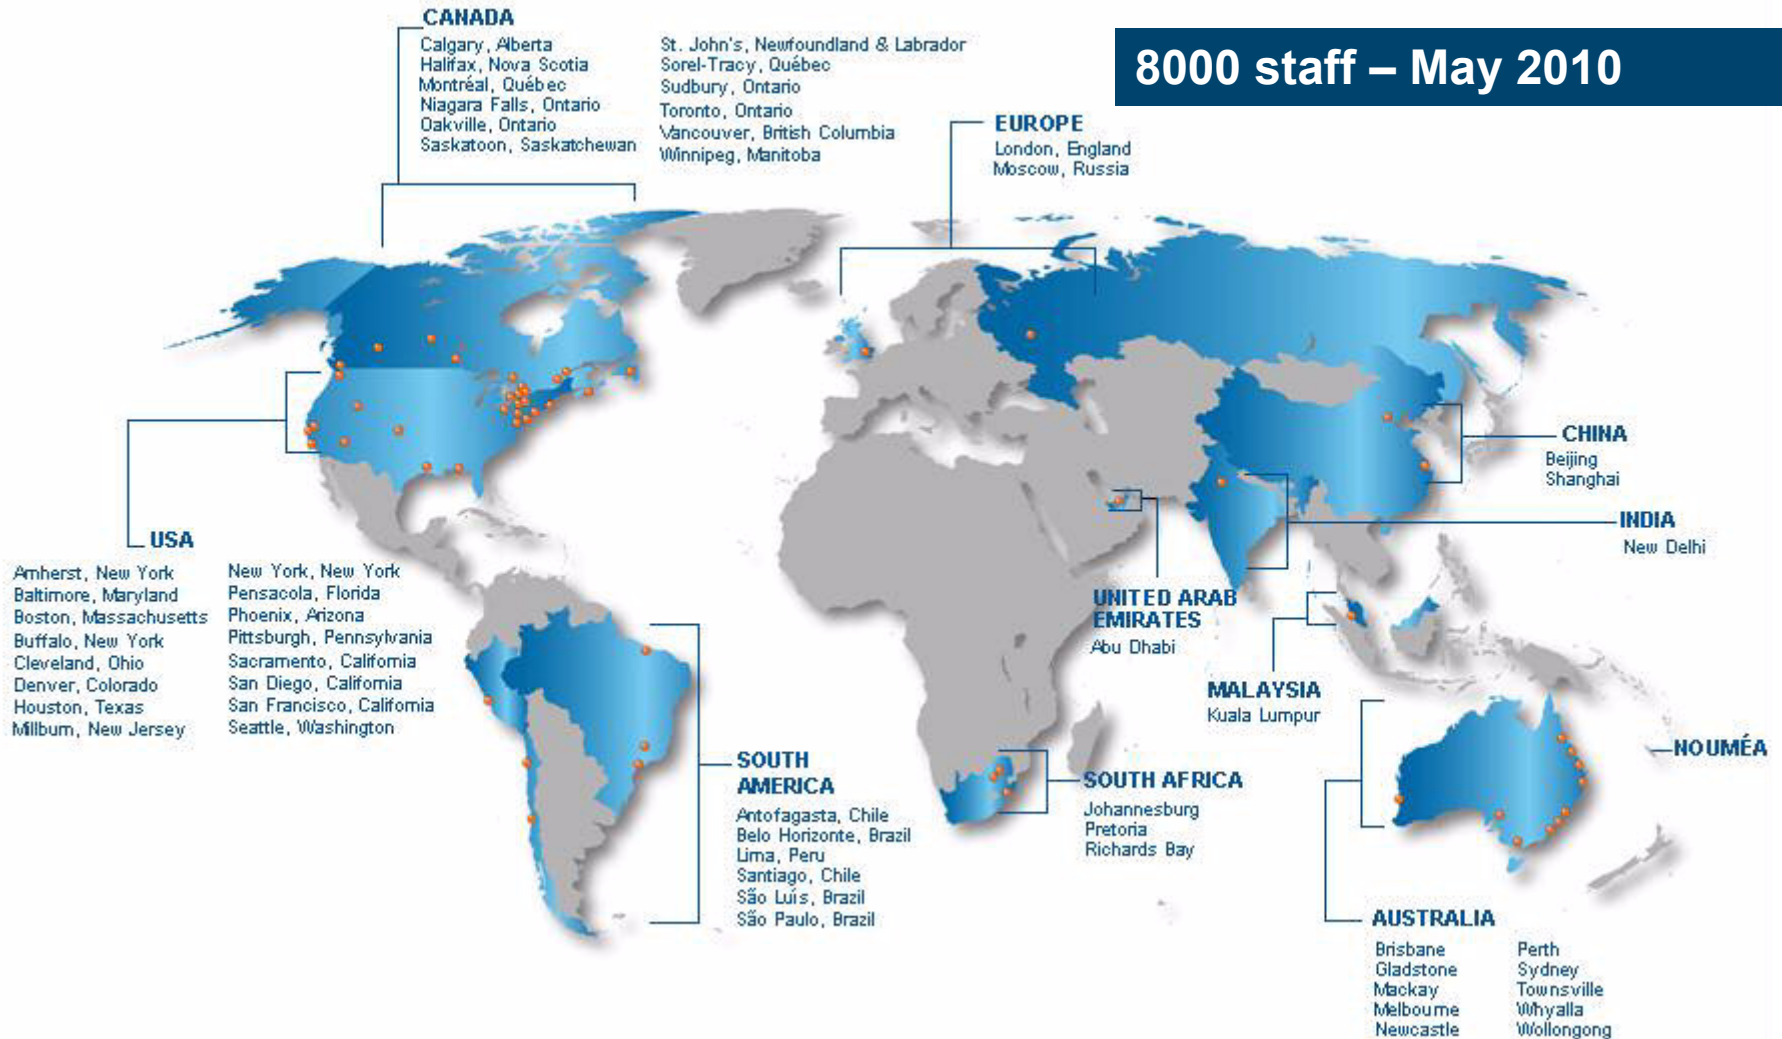 CANADA
Calgary, Alberta
Halifax, Nova Scotia
Montréal, Québec
Niagara Falls, Ontario
Oakville, Ontario
Saskatoon, Saskatchewan
St. John's, Newfoundland & Labrador
Sorel-Tracy, Québec
Sudbury, Ontario
Toronto, Ontario
Vancouver, British Columbia
Winnipeg, Manitoba
8000 staff – May 2010
EUROPE
London, England
Moscow, Russia
CHINA
Beijing
Shanghai
INDIA
New Delhi
USA
Amherst, New York
Baltimore, Maryland
Boston, Massachusetts
Buffalo, New York
Cleveland, Ohio
Denver, Colorado
Houston, Texas
Millburn, New Jersey
New York, New York
Pensacola, Florida
Phoenix, Arizona
Pittsburgh, Pennsylvania
Sacramento, California
San Diego, California
San Francisco, California
Seattle, Washington
UNITED ARAB
EMIRATES
Abu Dhabi
MALAYSIA
Kuala Lumpur
NOUMÉA
SOUTH
AMERICA
Antofagasta, Chile
Belo Horizonte, Brazil
Lima, Peru
Santiago, Chile
São Luís, Brazil
São Paulo, Brazil
SOUTH AFRICA
Johannesburg
Pretoria
Richards Bay
AUSTRALIA
Brisbane
Gladstone
Mackay
Melbourne
Newcastle
Perth
Sydney
Townsville
Whyalla
Wollongong